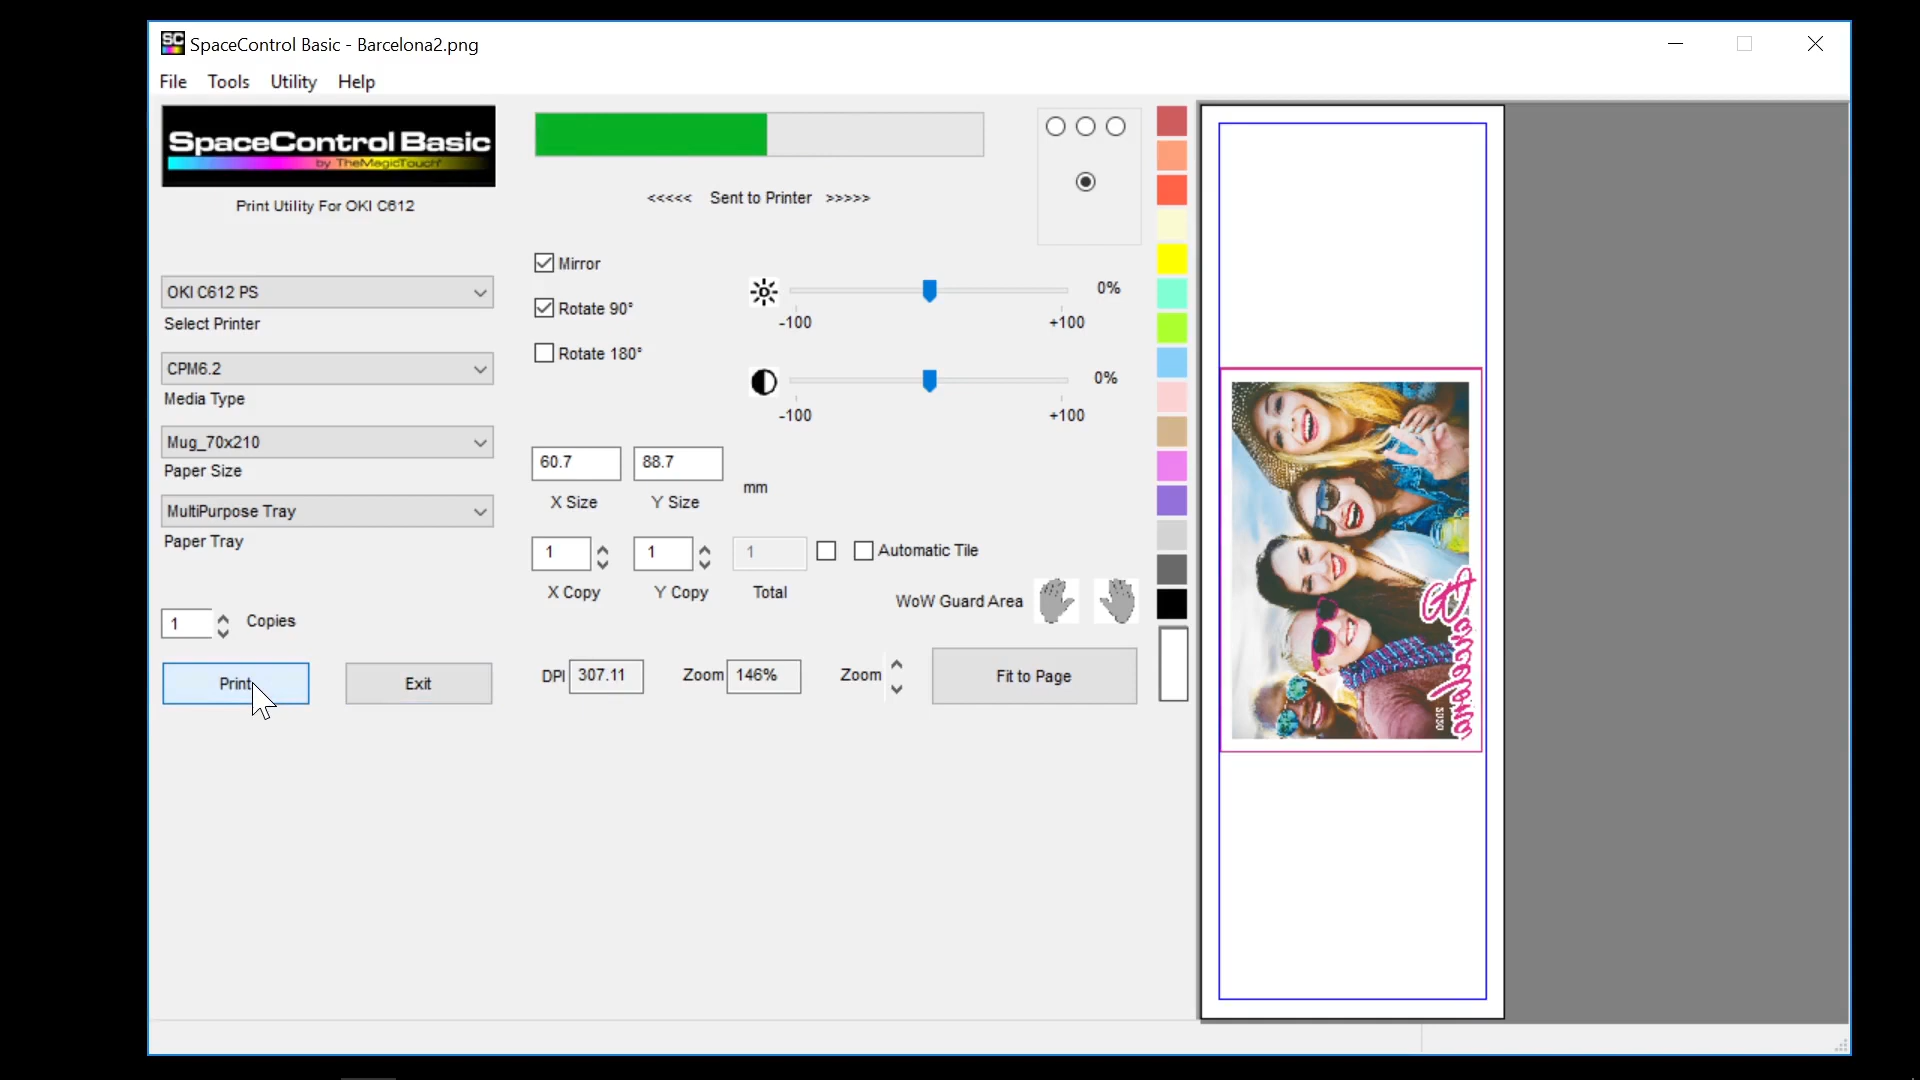 SpaceControl Basic - Barcelona2.png
File Tools Utility Help
SpaceControl Basic
by TheMagicTouch
Print Utility For OKI C612
<<<<< Sent to Printer >>>>>
OKI C612 PS
Select Printer
CPM6.2
Media Type
Mug_70x210
Paper Size
MultiPurpose Tray
Paper Tray
1 Copies
Print Exit
Mirror
Rotate 90°
Rotate 180°
0%
-100 +100
0%
-100 +100
60.7 88.7 mm
X Size Y Size
1 1 1 Automatic Tile
X Copy Y Copy Total
WoW Guard Area
DPI 307.11 Zoom 146% Zoom Fit to Page
Barcelona
2020